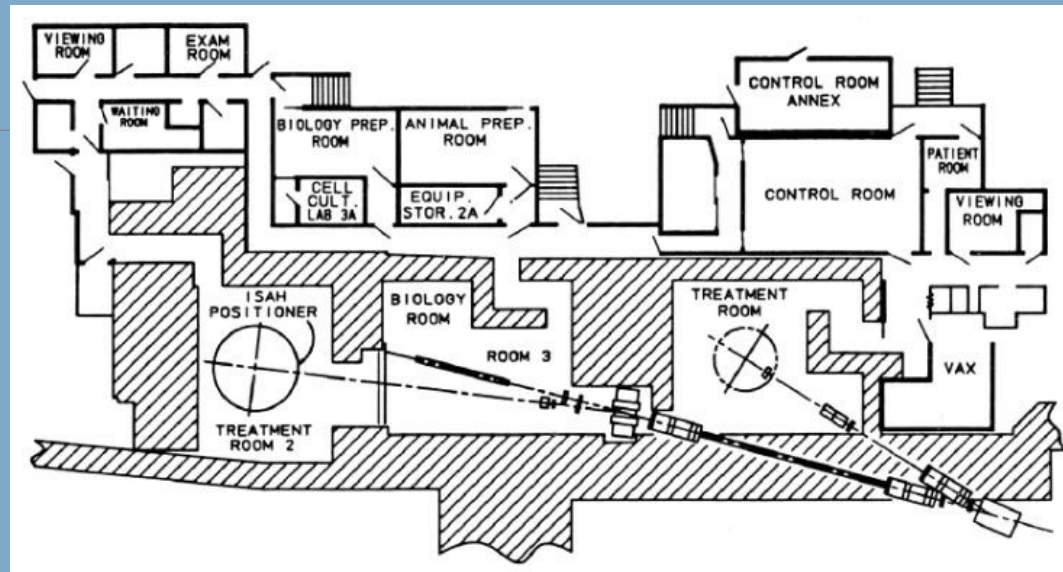 VIEWING
ROOM
EXAM
ROOM
WAITING
ROOM
BIOLOGY PREP.
ROOM
ANIMAL PREP.
ROOM
CELL
CULT.
LAB 3A
EQUIP.
STOR. 2A
CONTROL ROOM
ANNEX
CONTROL ROOM
PATIENT
ROOM
VIEWING
ROOM
ISAH
POSITIONER
BIOLOGY
ROOM
ROOM 3
TREATMENT
ROOM
VAX
TREATMENT
ROOM 2